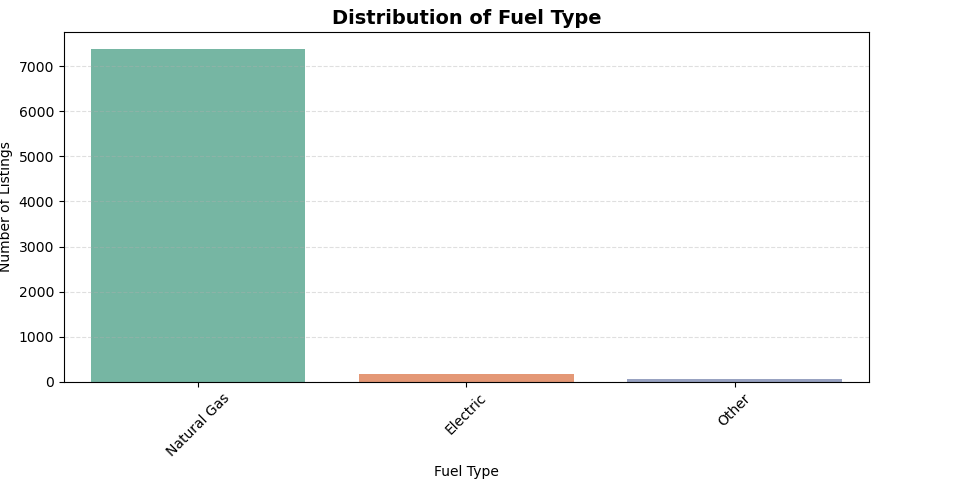 Distribution of Fuel Type
Number of Listings
7000
6000
5000
4000
3000
2000
1000
0
Natural Gas
Electric
Other
Fuel Type